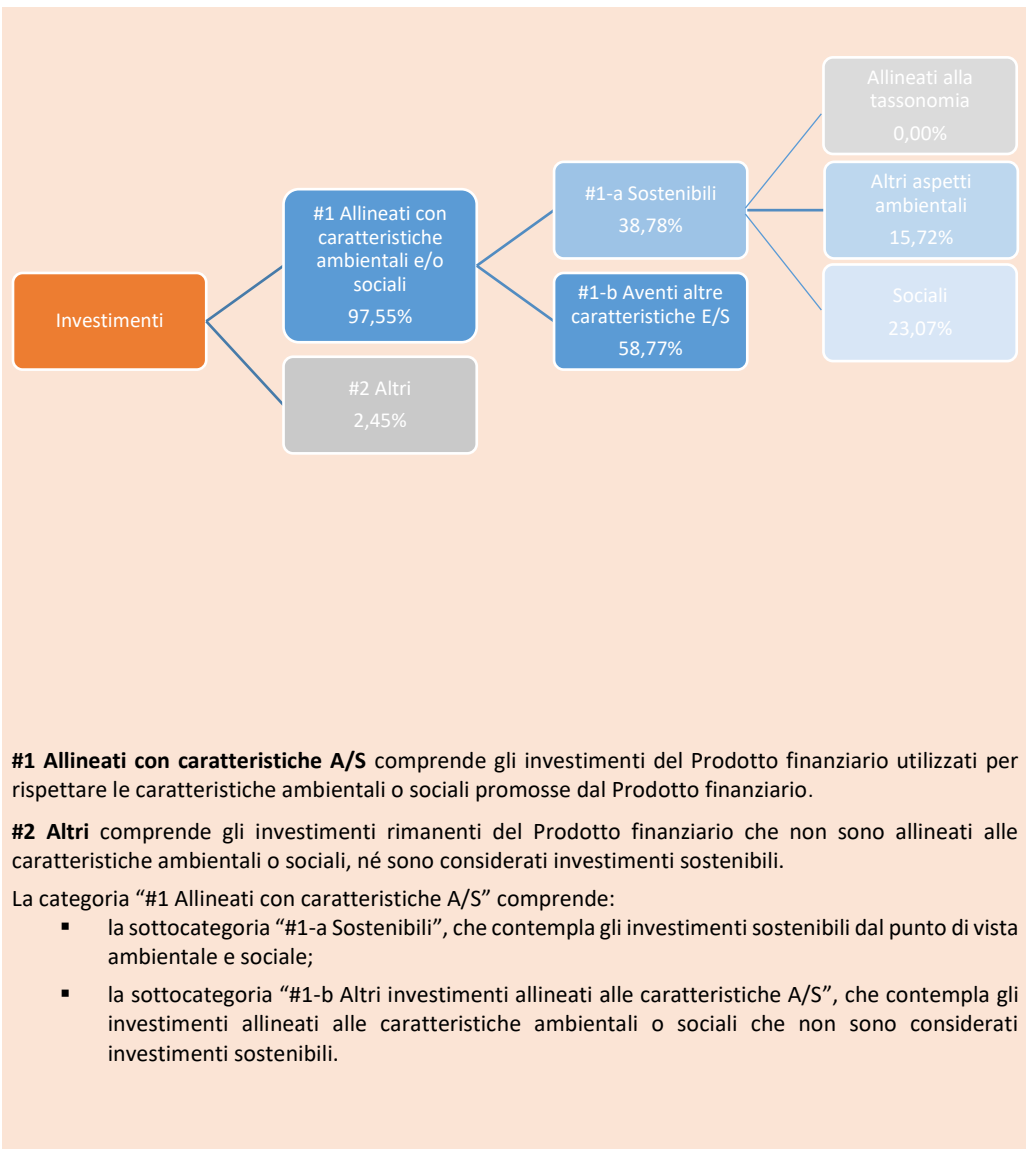 Investimenti
#1 Allineati con
caratteristiche
ambientali e/o
sociali
97,55%
#2 Altri
2,45%
#1-a Sostenibili
38,78%
#1-b Aventi altre
caratteristiche E/S
58,77%
Allineati alla
tassonomia
0,00%
Altri aspetti
ambientali
15,72%
Sociali
23,07%
#1 Allineati con caratteristiche A/S comprende gli investimenti del Prodotto finanziario utilizzati per
rispettare le caratteristiche ambientali o sociali promosse dal Prodotto finanziario.
#2 Altri comprende gli investimenti rimanenti del Prodotto finanziario che non sono allineati alle
caratteristiche ambientali o sociali, né sono considerati investimenti sostenibili.
La categoria “#1 Allineati con caratteristiche A/S” comprende:
▪ la sottocategoria “#1-a Sostenibili”, che contempla gli investimenti sostenibili dal punto di vista
ambientale e sociale;
▪ la sottocategoria “#1-b Altri investimenti allineati alle caratteristiche A/S”, che contempla gli
investimenti allineati alle caratteristiche ambientali o sociali che non sono considerati
investimenti sostenibili.